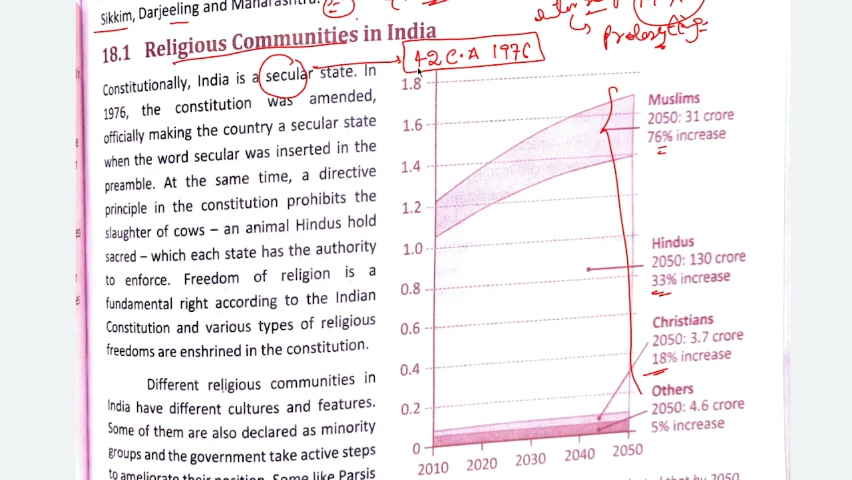 Sikkim, Darjeeling and Maharashtra.
18.1 Religious Communities in India
42 C.A 1976
Constitutionally, India is a secular state. In
1976, the constitution was amended,
officially making the country a secular state
when the word secular was inserted in the
preamble. At the same time, a directive
principle in the constitution prohibits the
slaughter of cows – an animal Hindus hold
sacred – which each state has the authority
to enforce. Freedom of religion is a
fundamental right according to the Indian
Constitution and various types of religious
freedoms are enshrined in the constitution.
Different religious communities in
India have different cultures and features.
Some of them are also declared as minority
groups and the government take active steps
to ameliorate their position. Some like Parsis
1.8
1.6
1.4
1.2
1.0
0.8
0.6
0.4
0.2
0
2010 2020 2030 2040 2050
Muslims
2050: 31 crore
76% increase
Hindus
2050: 130 crore
33% increase
Christians
2050: 3.7 crore
18% increase
Others
2050: 4.6 crore
5% increase
that by 2050